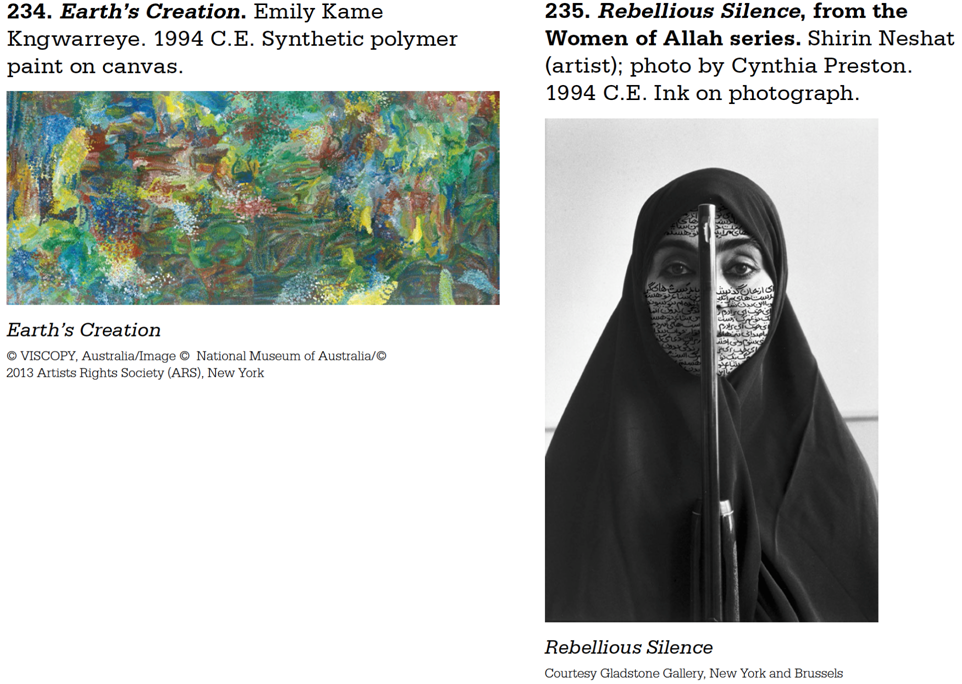 234. Earth's Creation. Emily Kame
Kngwarreye. 1994 C.E. Synthetic polymer
paint on canvas.
Earth's Creation
© VISCOPY, Australia/Image © National Museum of Australia/©
2013 Artists Rights Society (ARS), New York
235. Rebellious Silence, from the
Women of Allah series. Shirin Neshat
(artist); photo by Cynthia Preston.
1994 C.E. Ink on photograph.
Rebellious Silence
Courtesy Gladstone Gallery, New York and Brussels